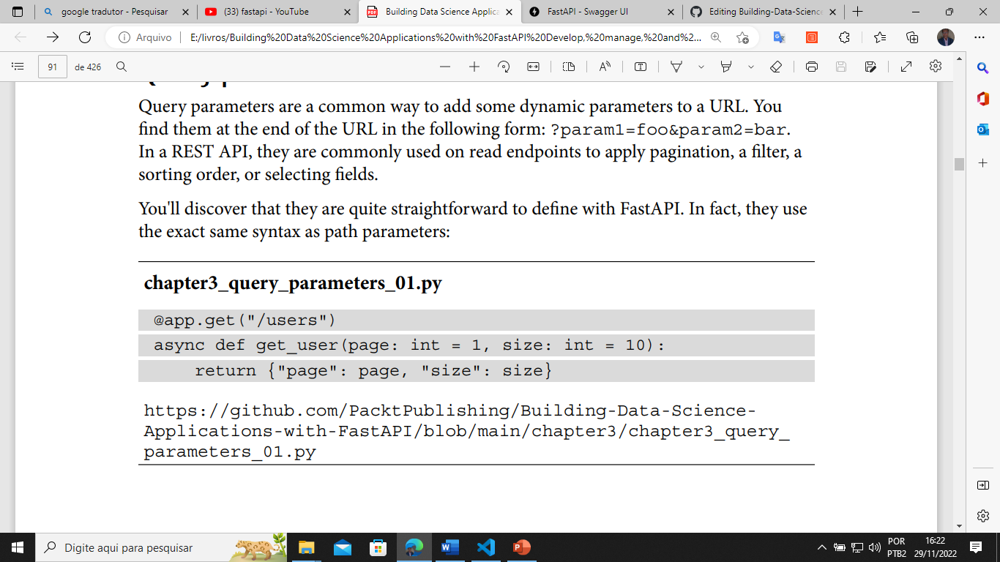 google tradutor - Pesquisar
(33) fastapi - YouTube
Building Data Science Applica
FastAPI - Swagger UI
Editing Building-Data-Science
Arquivo
E:/livros/Building%20Data%20Science%20Applications%20with%20FastAPI%20Develop,%20manage,%20and%2...
91 de 426
Query parameters are a common way to add some dynamic parameters to a URL. You
find them at the end of the URL in the following form: ?param1=foo&param2=bar.
In a REST API, they are commonly used on read endpoints to apply pagination, a filter, a
sorting order, or selecting fields.
You'll discover that they are quite straightforward to define with FastAPI. In fact, they use
the exact same syntax as path parameters:
chapter3_query_parameters_01.py
@app.get("/users")
async def get_user(page: int = 1, size: int = 10):
    return {"page": page, "size": size}
https://github.com/PacktPublishing/Building-Data-Science-
Applications-with-FastAPI/blob/main/chapter3/chapter3_query_
parameters_01.py
Digite aqui para pesquisar
POR
PTB2
16:22
29/11/2022